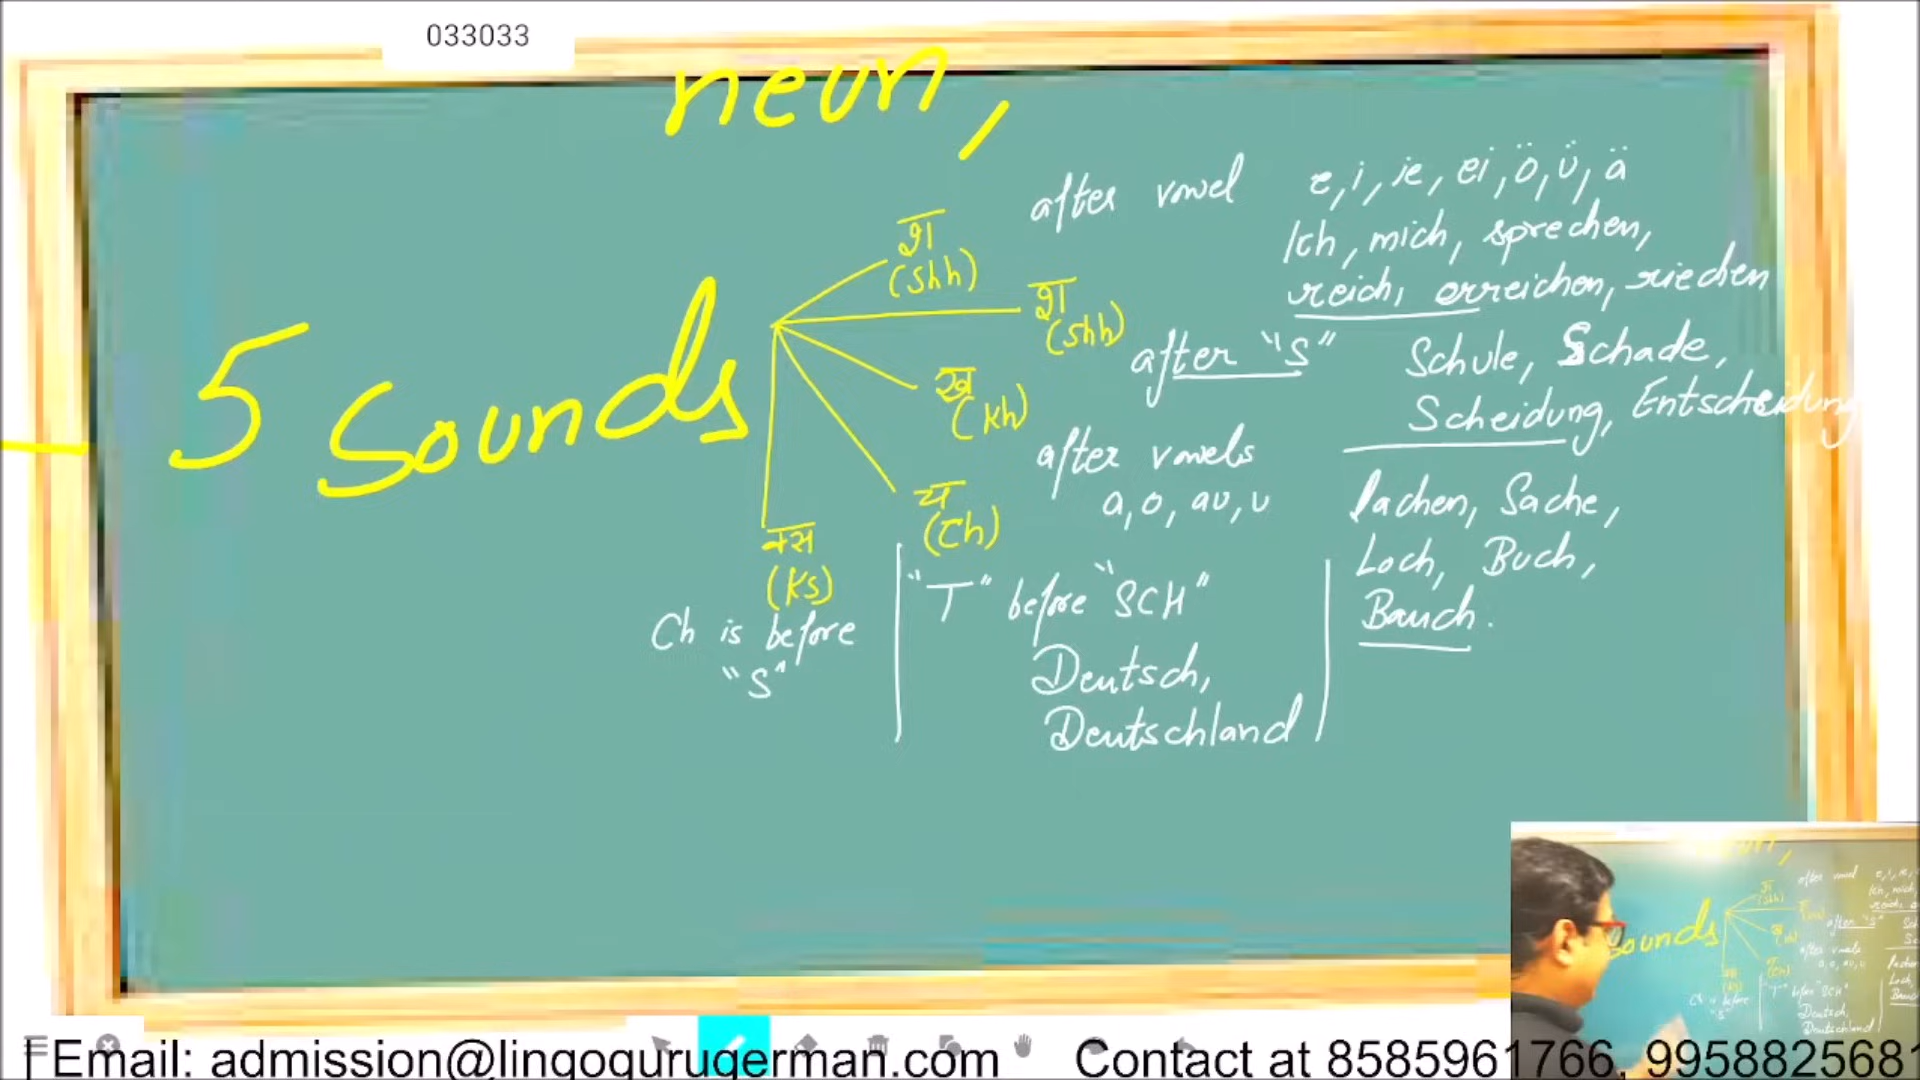 033033
neun,
5 Sounds
श
(shh)
after vowel e, i, ie, ei, ö, ü, ä
Ich, mich, sprechen,
reich, erreichen, riechen
श
(shh)
after "S" Schule, Schade,
Scheidung, Entscheidung
ख
(kh)
after vowels
a, o, au, u
lachen, Sache,
Loch, Buch,
Bauch.
च
(Ch)
"T" before "SCH"
Deutsch,
Deutschland
क्स
(ks)
Ch is before
"S"
| Email: admission@lingogurugerman.com Contact at 8585961766, 9958825681